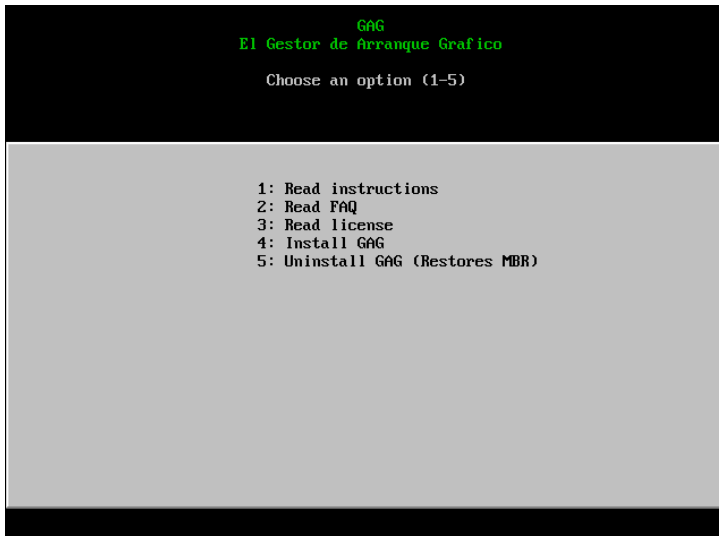 GAG
El Gestor de Arranque Grafico
Choose an option (1-5)
1: Read instructions
2: Read FAQ
3: Read license
4: Install GAG
5: Uninstall GAG (Restores MBR)